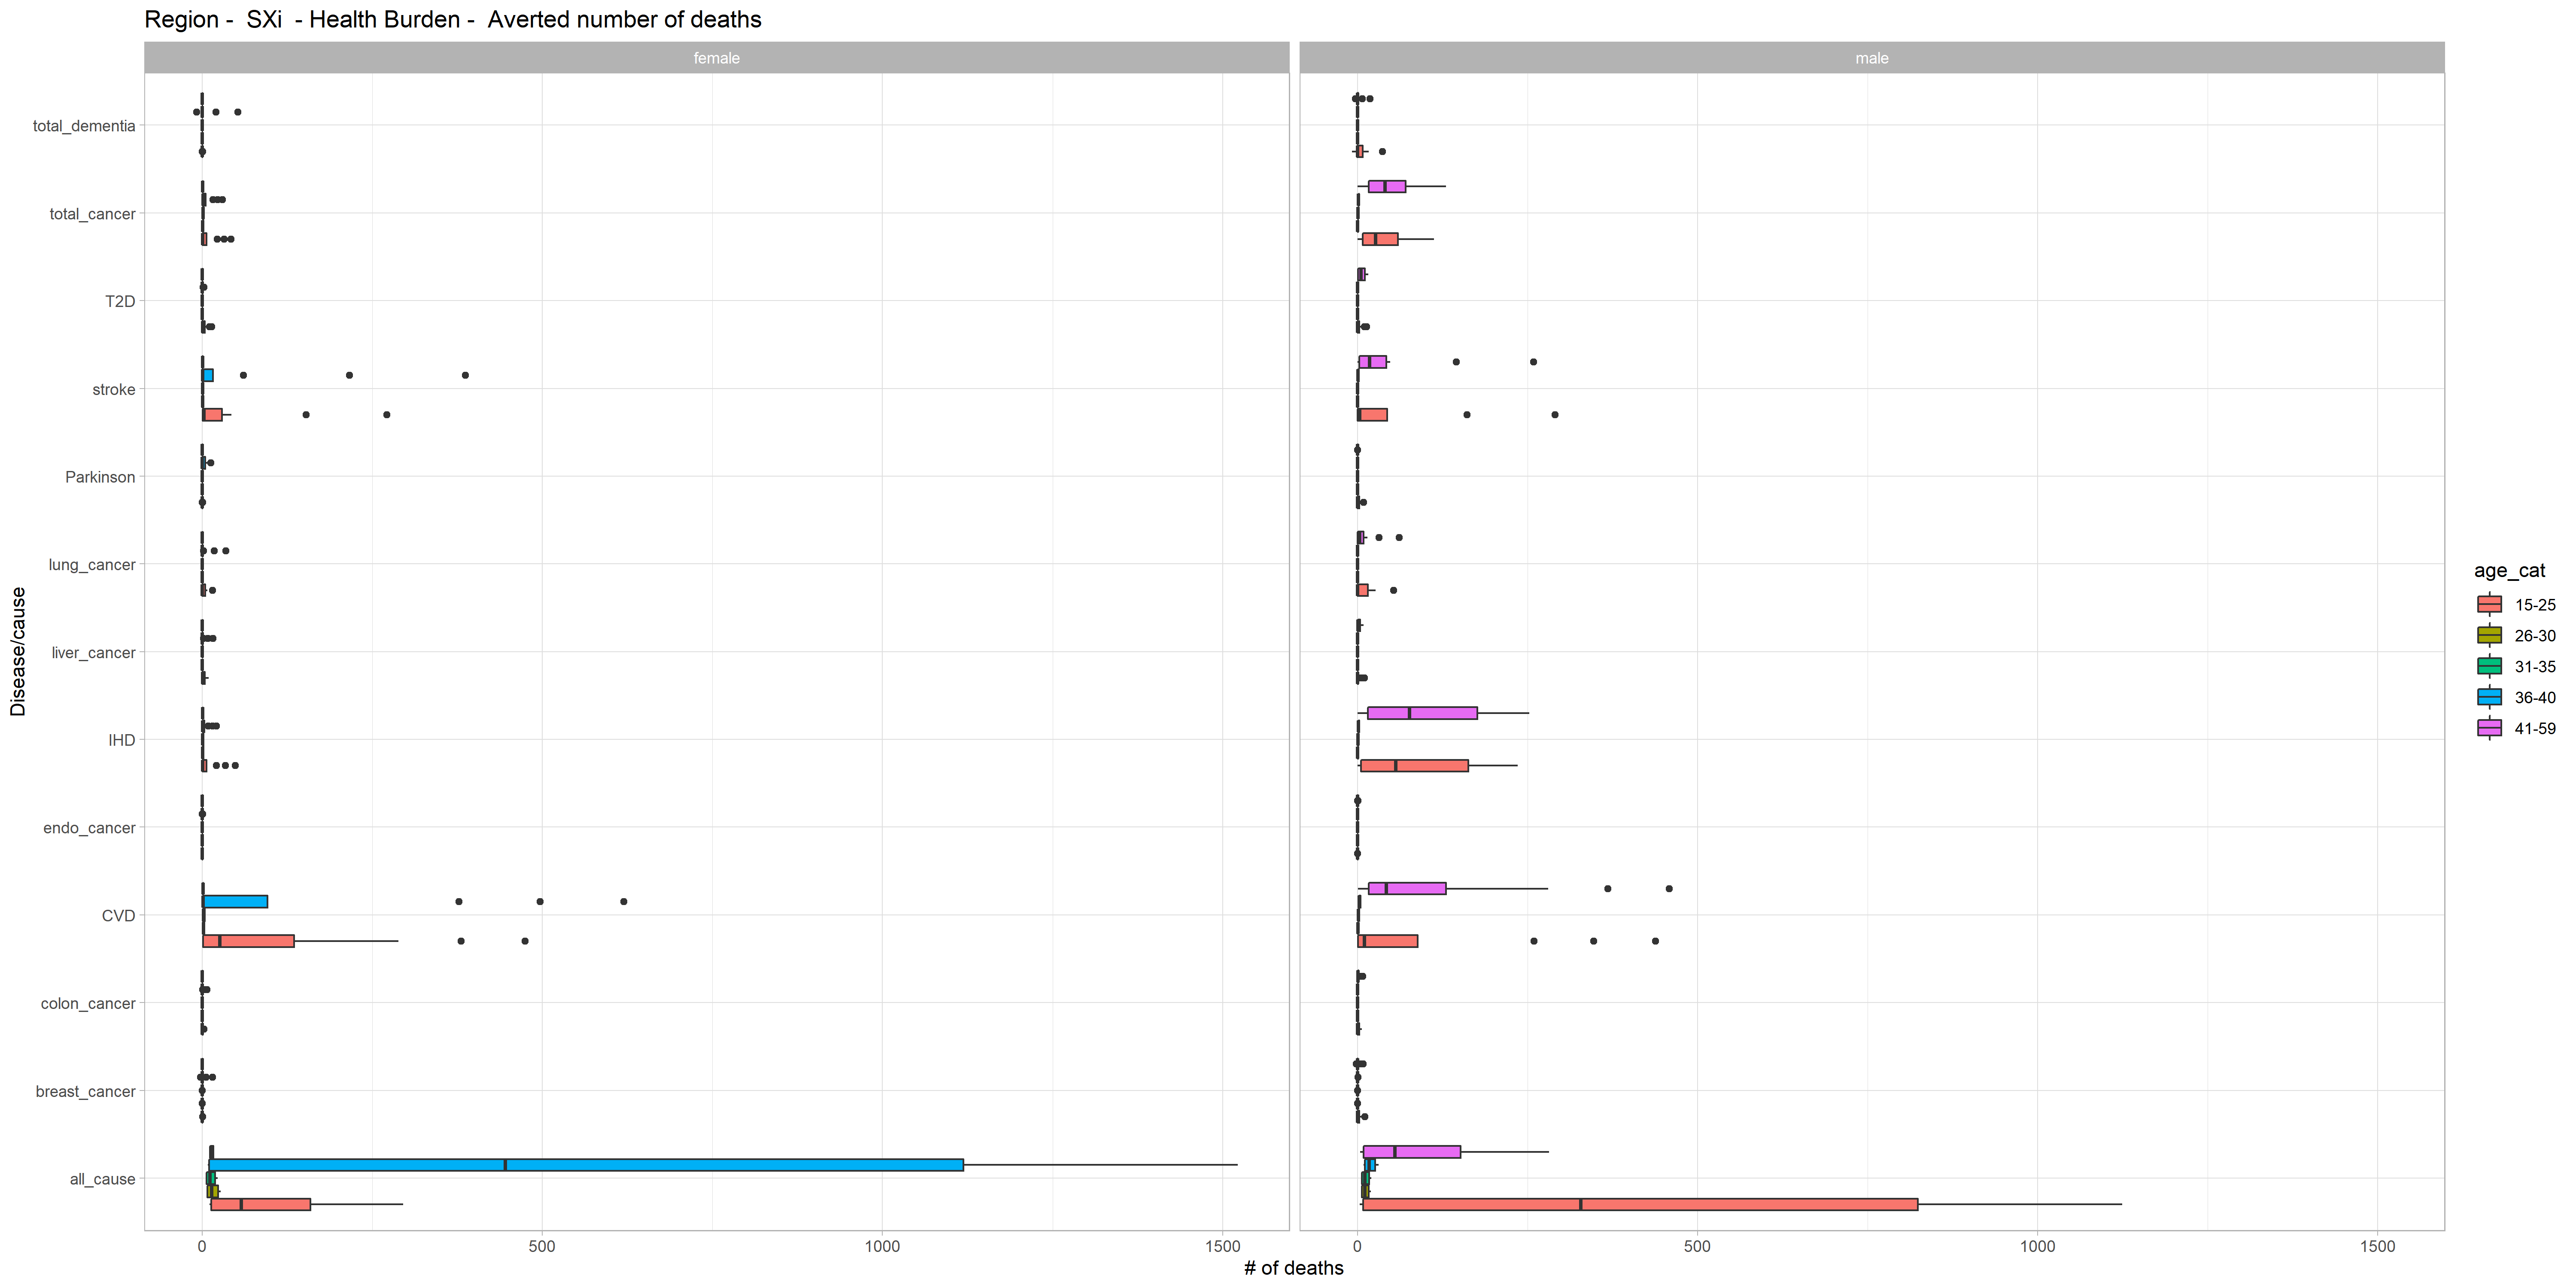 Region -  SXi  - Health Burden -  Averted number of deaths
female
male
Disease/cause
total_dementia
total_cancer
T2D
stroke
Parkinson
lung_cancer
liver_cancer
IHD
endo_cancer
CVD
colon_cancer
breast_cancer
all_cause
0 500 1000 1500
0 500 1000 1500
# of deaths
age_cat
15-25
26-30
31-35
36-40
41-59